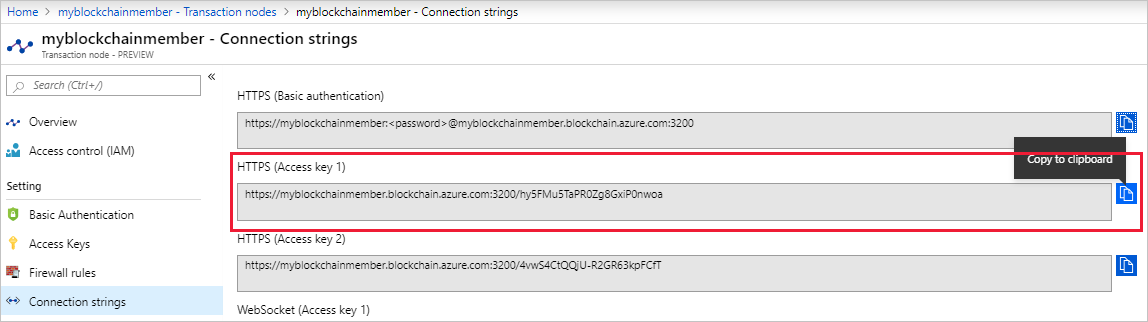 Home > myblockchainmember - Transaction nodes > myblockchainmember - Connection strings
myblockchainmember - Connection strings
Transaction node - PREVIEW
Search (Ctrl+/)
«
Overview
Access control (IAM)
Setting
Basic Authentication
Access Keys
Firewall rules
Connection strings
HTTPS (Basic authentication)
https://myblockchainmember:<password>@myblockchainmember.blockchain.azure.com:3200
Copy to clipboard
HTTPS (Access key 1)
https://myblockchainmember.blockchain.azure.com:3200/hy5FMu5TaPR0Zg8GxiP0nwoa
HTTPS (Access key 2)
https://myblockchainmember.blockchain.azure.com:3200/4vwS4CtQQjU-R2GR63kpFCfT
WebSocket (Access key 1)